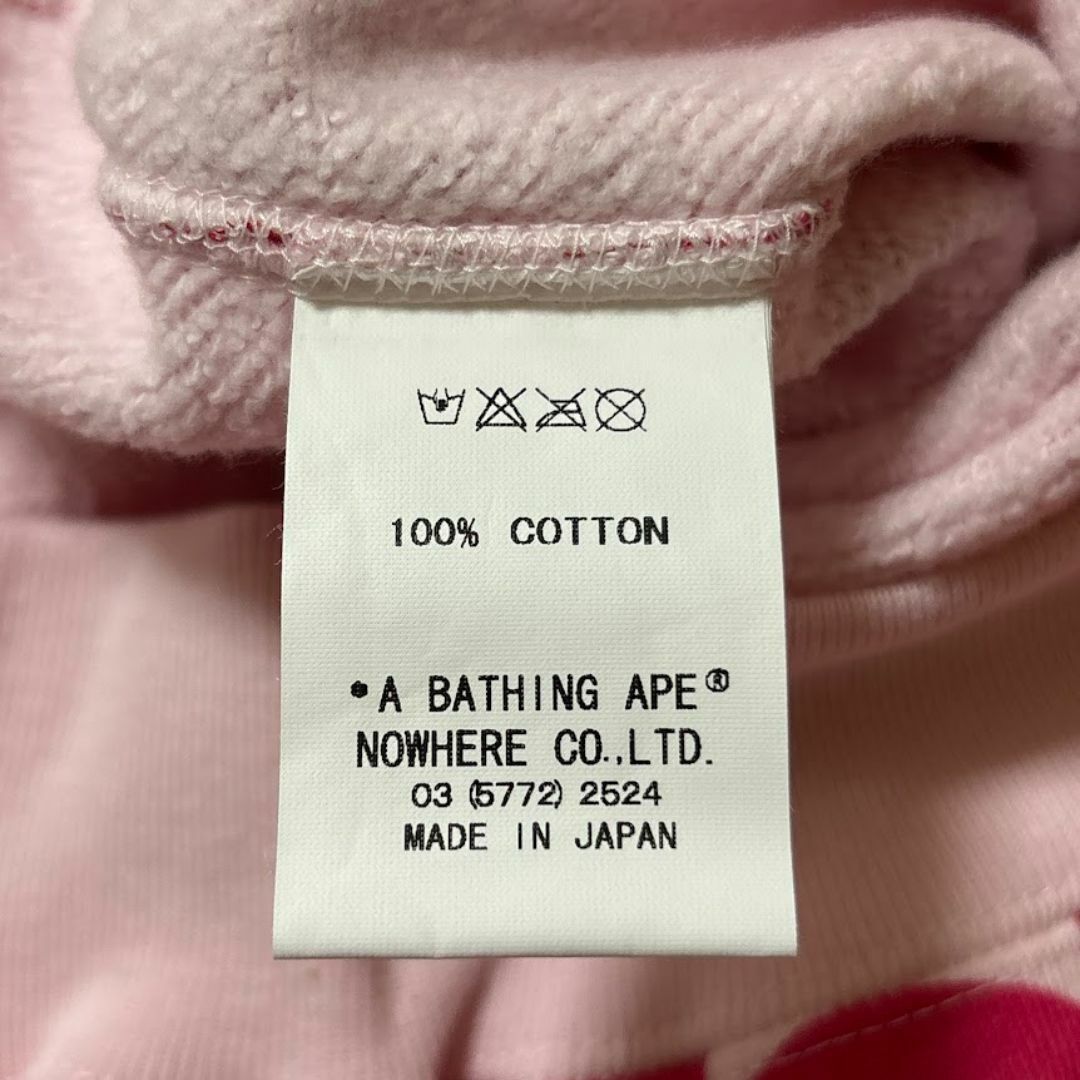 100% COTTON
*A BATHING APE®
NOWHERE CO.,LTD.
03 (5772) 2524
MADE IN JAPAN